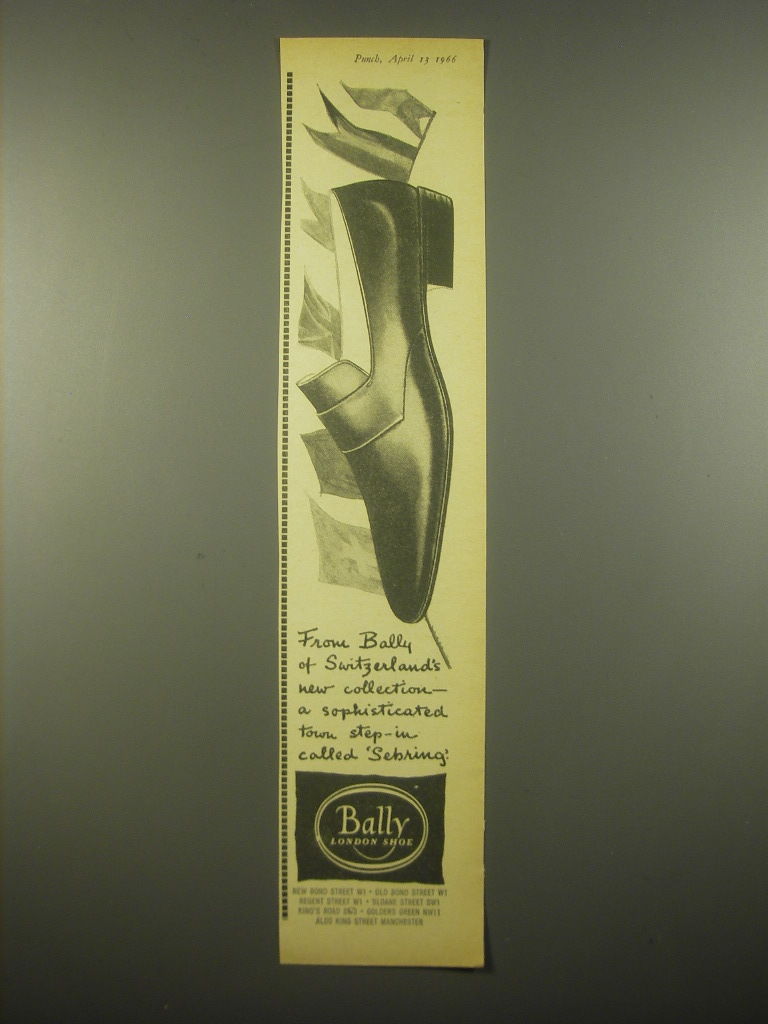 Punch, April 13 1966
From Bally
of Switzerland's
new collection—
a sophisticated
town step-in
called 'Sebring'.
Bally
LONDON SHOE
NEW BOND STREET W1 • OLD BOND STREET W1
REGENT STREET W1 • SLOANE STREET SW1
KING'S ROAD • GOLDERS GREEN NW11
ALSO KING STREET MANCHESTER